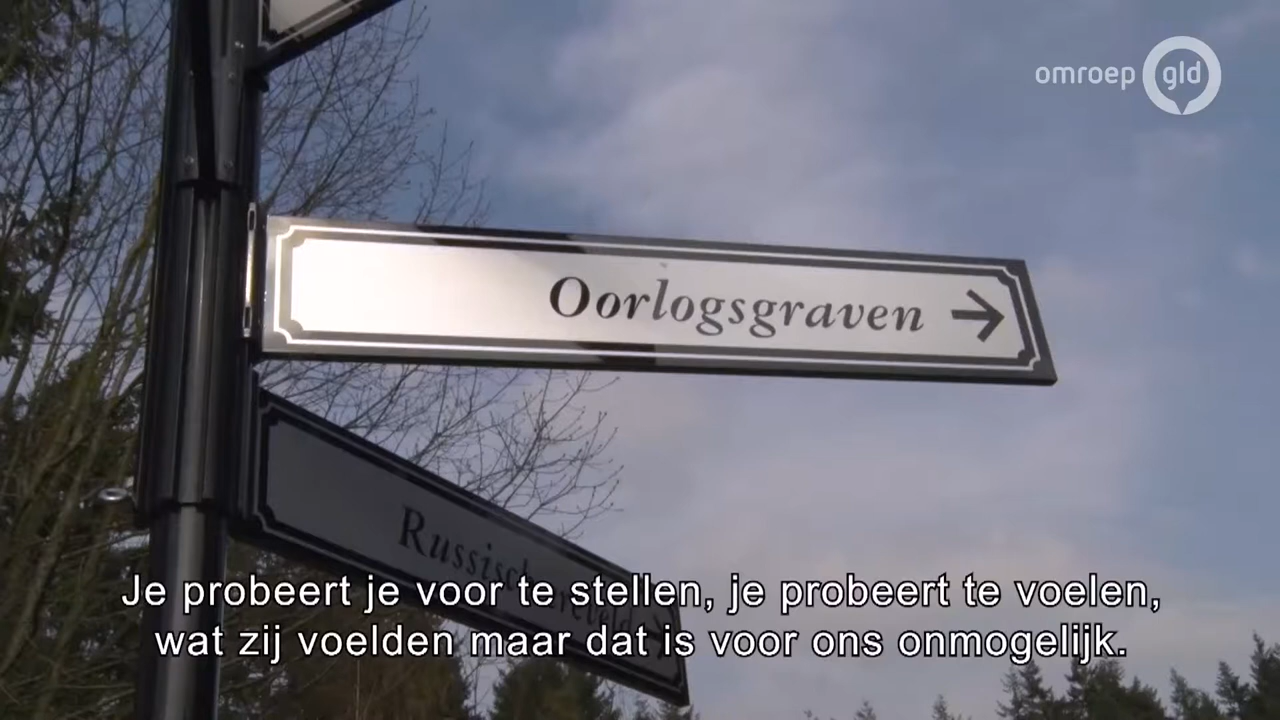 omroep gld
Oorlogsgraven →
Je probeert je voor te stellen, je probeert te voelen,
wat zij voelden maar dat is voor ons onmogelijk.